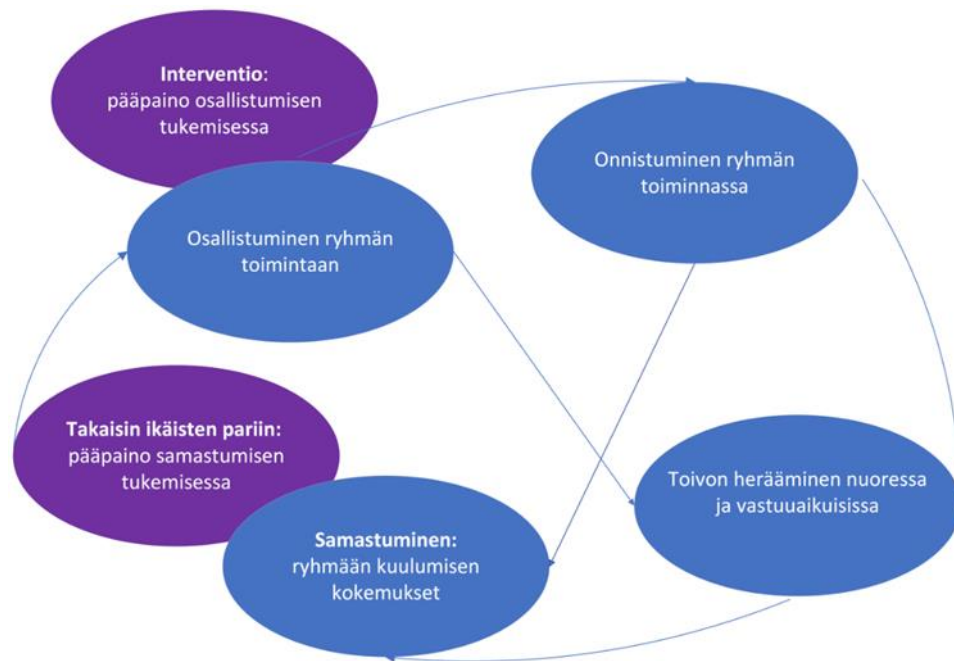 Interventio:
pääpaino osallistumisen
tukemisessa
Onnistuminen ryhmän
toiminnassa
Osallistuminen ryhmän
toimintaan
Takaisin ikäisten pariin:
pääpaino samastumisen
tukemisessa
Toivon herääminen nuoressa
ja vastuuaikuisissa
Samastuminen:
ryhmään kuulumisen
kokemukset